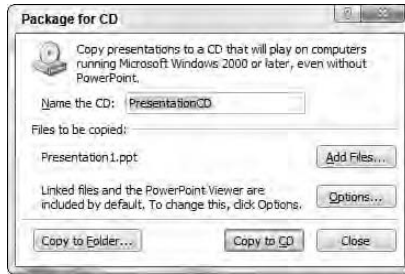 Package for CD
Copy presentations to a CD that will play on computers
running Microsoft Windows 2000 or later, even without
PowerPoint.
Name the CD: PresentationCD
Files to be copied:
Presentation1.ppt
Add Files...
Linked files and the PowerPoint Viewer are
included by default. To change this, click Options.
Options...
Copy to Folder...
Copy to CD
Close